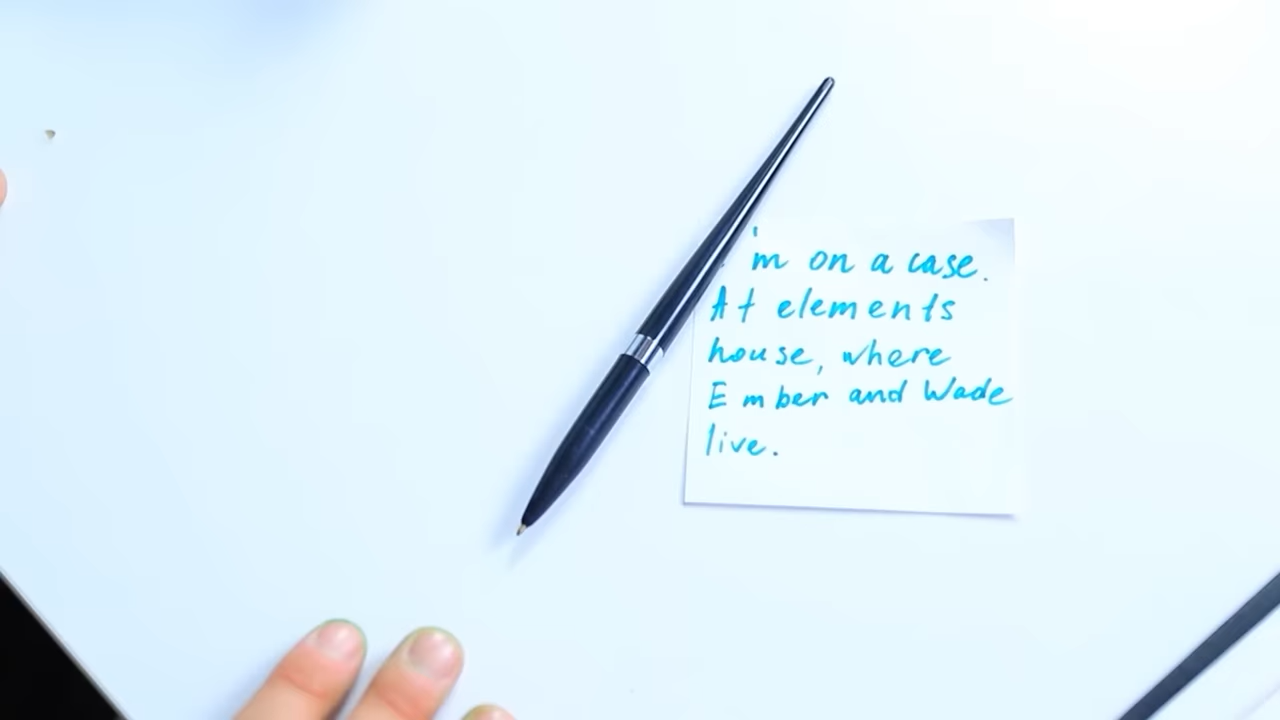 'm on a case.
At elements
house, where
Ember and Wade
live.